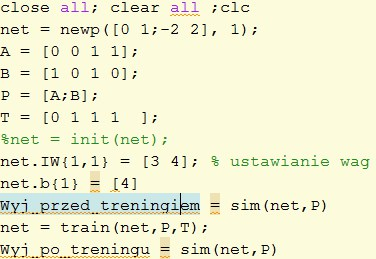 close all; clear all ;clc
net = newp([0 1;-2 2], 1);
A = [0 0 1 1];
B = [1 0 1 0];
P = [A;B];
T = [0 1 1 1  ];
%net = init(net);
net.IW{1,1} = [3 4]; % ustawianie wag
net.b{1} = [4]
Wyj_przed_treningiem = sim(net,P)
net = train(net,P,T);
Wyj_po_treningu = sim(net,P)